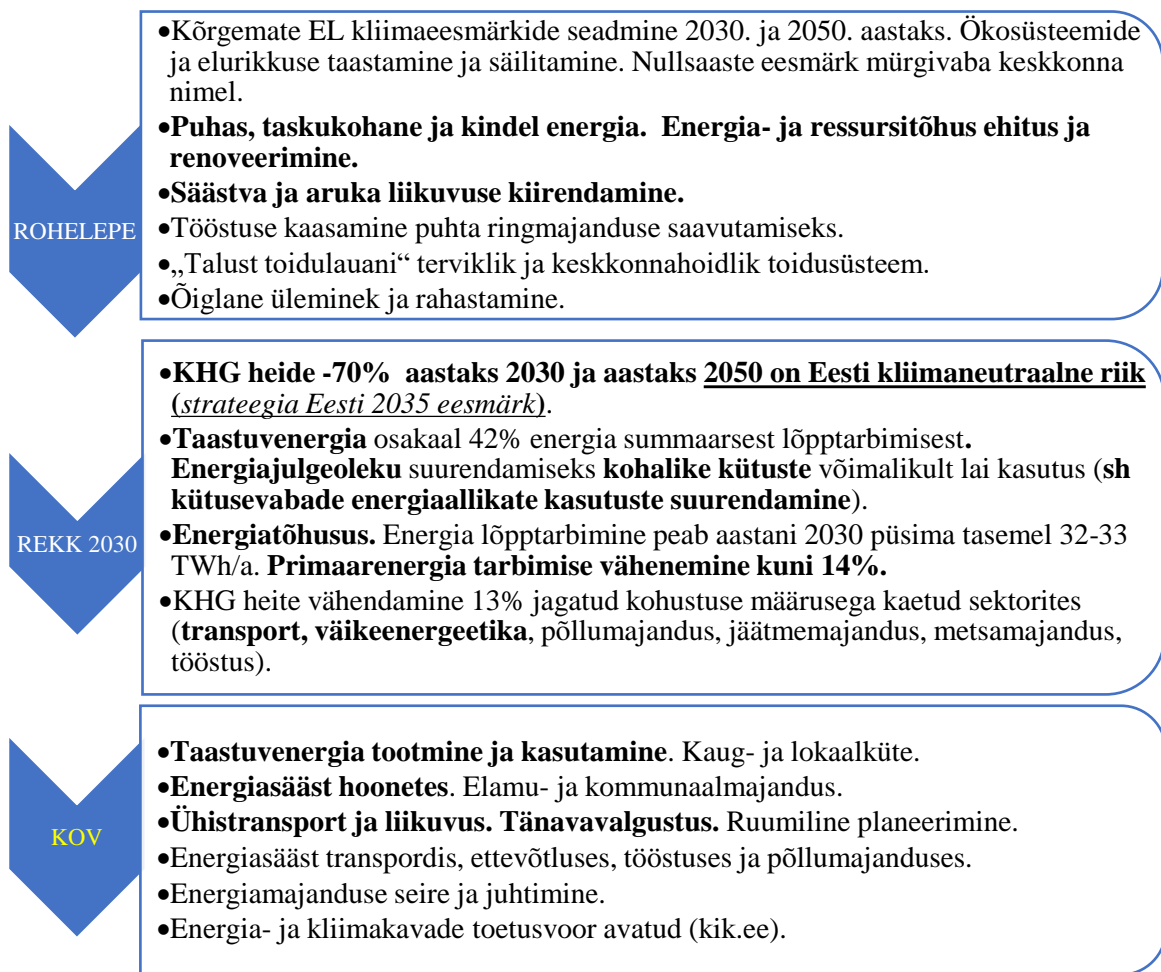 •Kõrgemate EL kliimaeesmärkide seadmine 2030. ja 2050. aastaks. Ökosüsteemide
ja elurikkuse taastamine ja säilitamine. Nullsaaste eesmärk mürgivaba keskkonna
nimel.
•Puhas, taskukohane ja kindel energia. Energia- ja ressursitõhus ehitus ja
renoveerimine.
•Säästva ja aruka liikuvuse kiirendamine.
ROHELEPE
•Tööstuse kaasamine puhta ringmajanduse saavutamiseks.
•„Talust toidulauani“ terviklik ja keskkonnahoidlik toidusüsteem.
•Õiglane üleminek ja rahastamine.
•KHG heide -70% aastaks 2030 ja aastaks 2050 on Eesti kliimaneutraalne riik
(strateegia Eesti 2035 eesmärk).
•Taastuvenergia osakaal 42% energia summaarsest lõpptarbimisest.
Energiajulgeoleku suurendamiseks kohalike kütuste võimalikult lai kasutus (sh
kütusevabade energiaallikate kasutuste suurendamine).
REKK 2030
•Energiatõhusus. Energia lõpptarbimine peab aastani 2030 püsima tasemel 32-33
TWh/a. Primaarenergia tarbimise vähenemine kuni 14%.
•KHG heite vähendamine 13% jagatud kohustuse määrusega kaetud sektorites
(transport, väikeenergeetika, põllumajandus, jäätmemajandus, metsamajandus,
tööstus).
•Taastuvenergia tootmine ja kasutamine. Kaug- ja lokaalküte.
•Energiasääst hoonetes. Elamu- ja kommunaalmajandus.
•Ühistransport ja liikuvus. Tänavavalgustus. Ruumiline planeerimine.
KOV
•Energiasääst transpordis, ettevõtluses, tööstuses ja põllumajanduses.
•Energiamajanduse seire ja juhtimine.
•Energia- ja kliimakavade toetusvoor avatud (kik.ee).